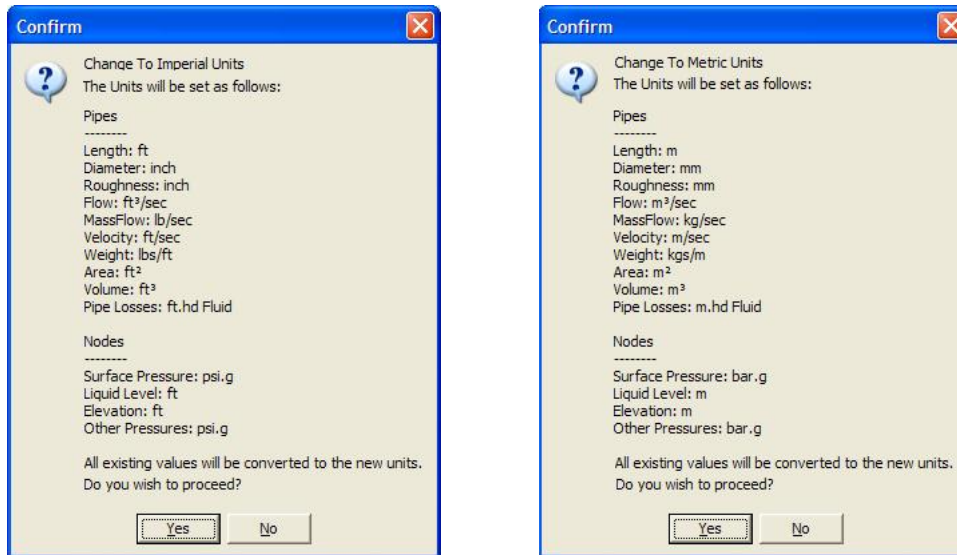 Confirm
Change To Imperial Units
The Units will be set as follows:
Pipes
--------
Length: ft
Diameter: inch
Roughness: inch
Flow: ft³/sec
MassFlow: lb/sec
Velocity: ft/sec
Weight: lbs/ft
Area: ft²
Volume: ft³
Pipe Losses: ft.hd Fluid
Nodes
--------
Surface Pressure: psi.g
Liquid Level: ft
Elevation: ft
Other Pressures: psi.g
All existing values will be converted to the new units.
Do you wish to proceed?
Yes
No
Confirm
Change To Metric Units
The Units will be set as follows:
Pipes
--------
Length: m
Diameter: mm
Roughness: mm
Flow: m³/sec
MassFlow: kg/sec
Velocity: m/sec
Weight: kgs/m
Area: m²
Volume: m³
Pipe Losses: m.hd Fluid
Nodes
--------
Surface Pressure: bar.g
Liquid Level: m
Elevation: m
Other Pressures: bar.g
All existing values will be converted to the new units.
Do you wish to proceed?
Yes
No